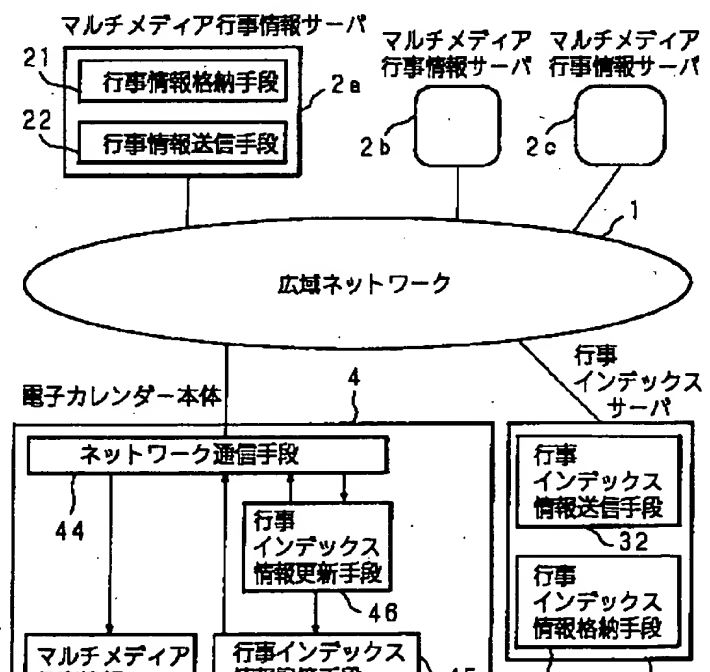 マルチメディア行事情報サーバ
21
行事情報格納手段
22
行事情報送信手段
2a
マルチメディア
行事情報サーバ
2b
マルチメディア
行事情報サーバ
2c
1
広域ネットワーク
行事
インデックス
サーバ
電子カレンダー本体
4
ネットワーク通信手段
44
行事
インデックス
情報更新手段
46
行事
インデックス
情報送信手段
32
行事
インデックス
情報格納手段
マルチメディア
行事インデックス